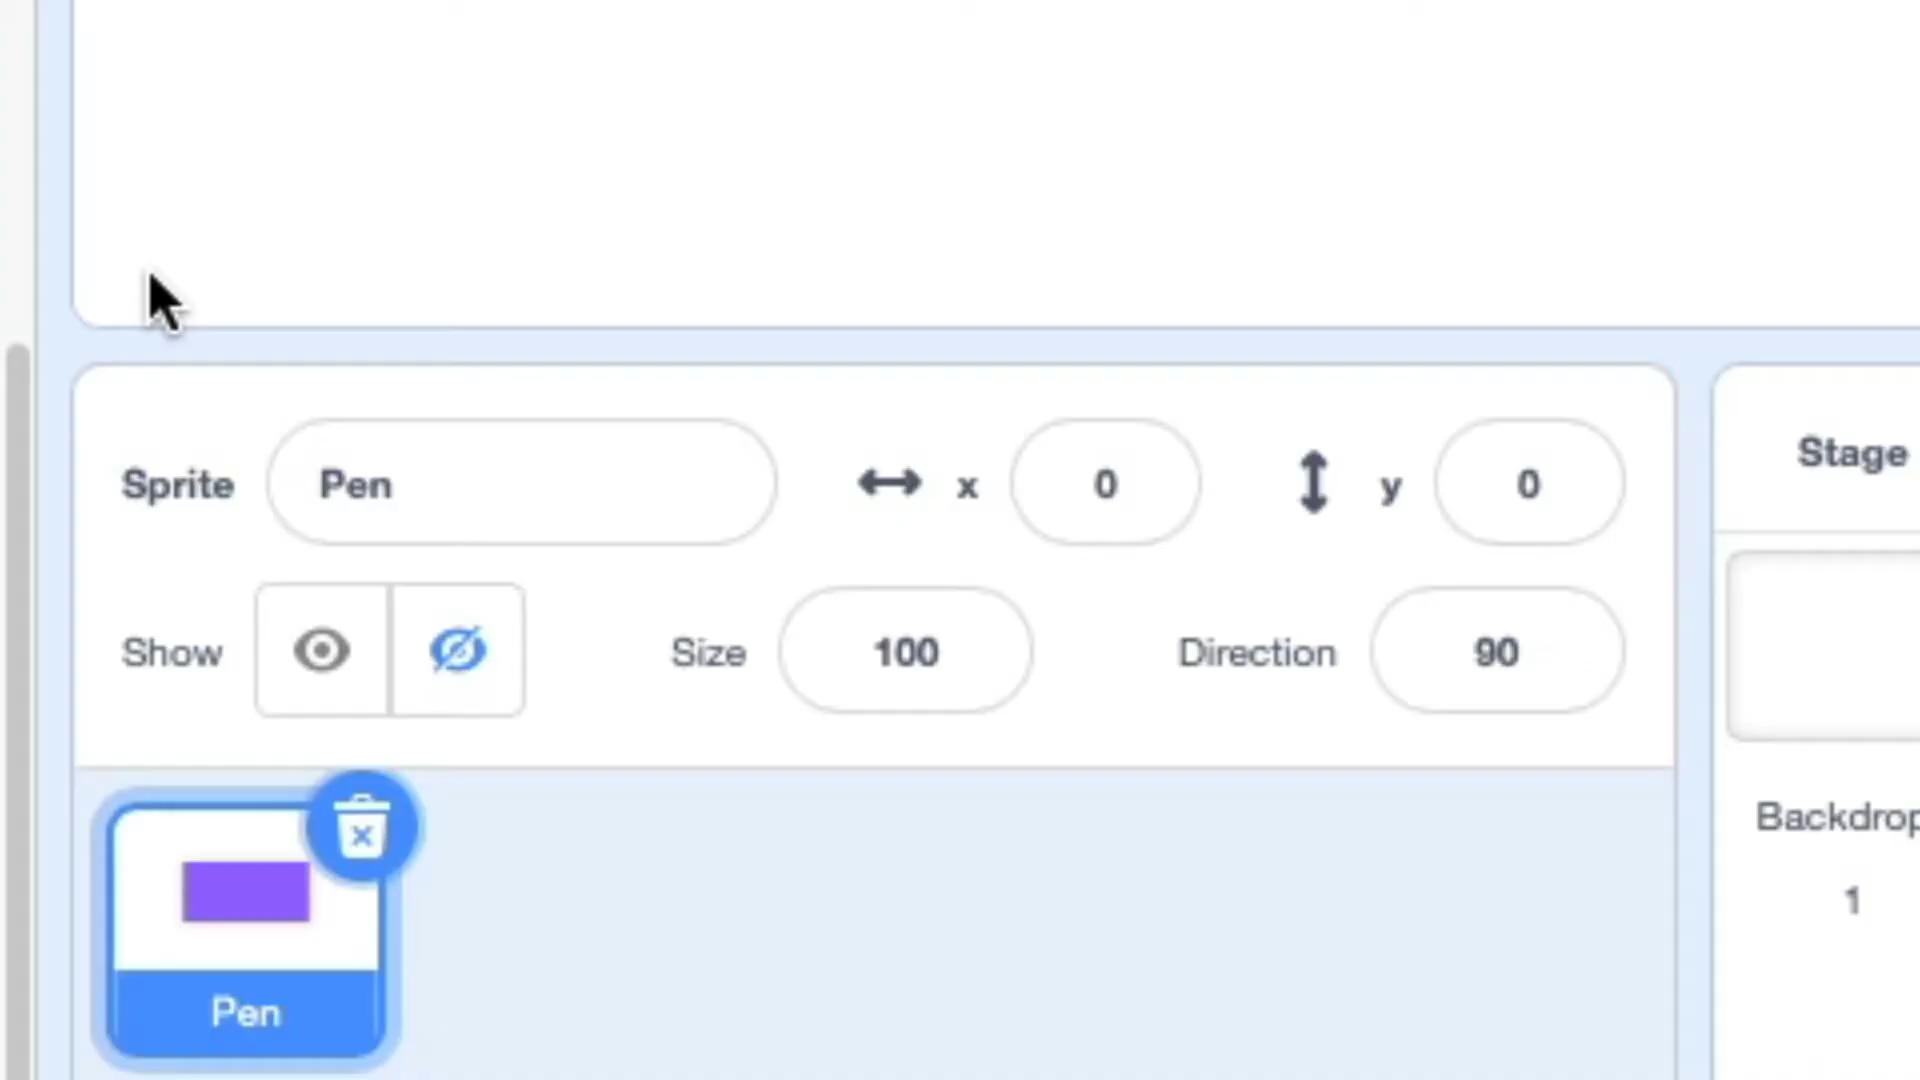 Sprite Pen x 0 y 0
Show Size 100 Direction 90
Pen
Stage
Backdrop
1